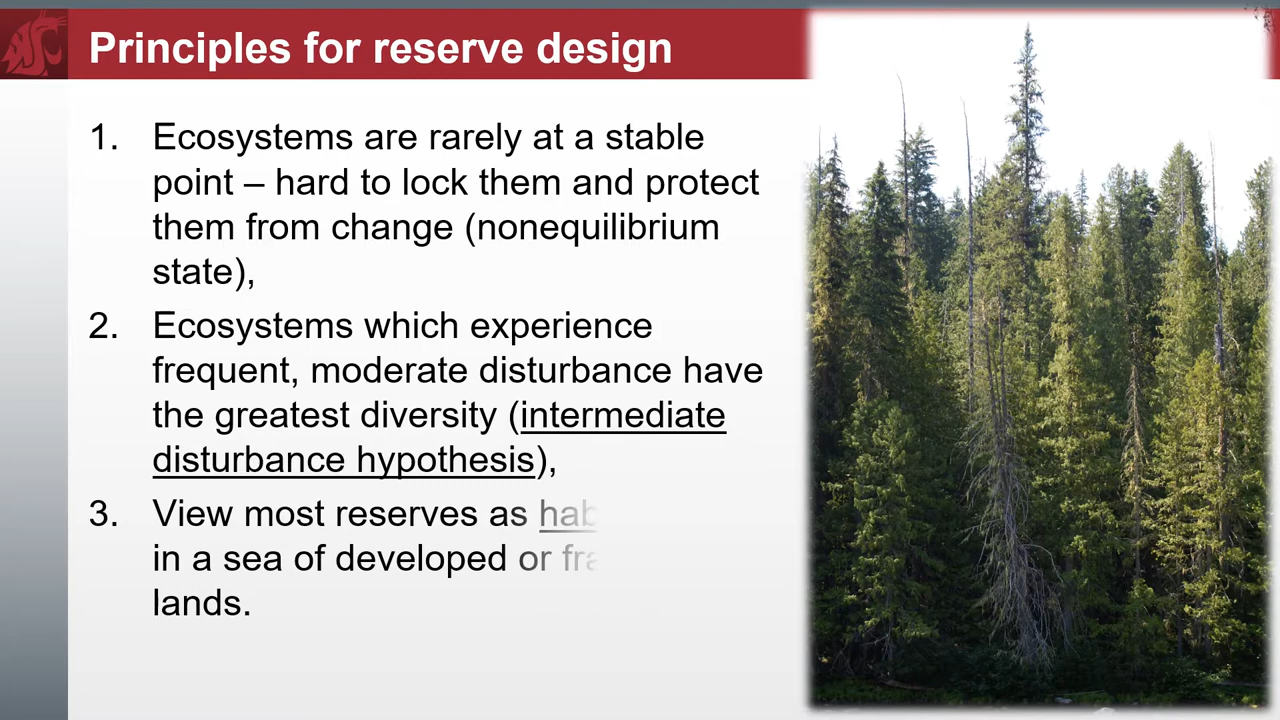 Principles for reserve design
1. Ecosystems are rarely at a stable
point – hard to lock them and protect
them from change (nonequilibrium
state),
2. Ecosystems which experience
frequent, moderate disturbance have
the greatest diversity (intermediate
disturbance hypothesis),
3. View most reserves as
in a sea of developed or
lands.